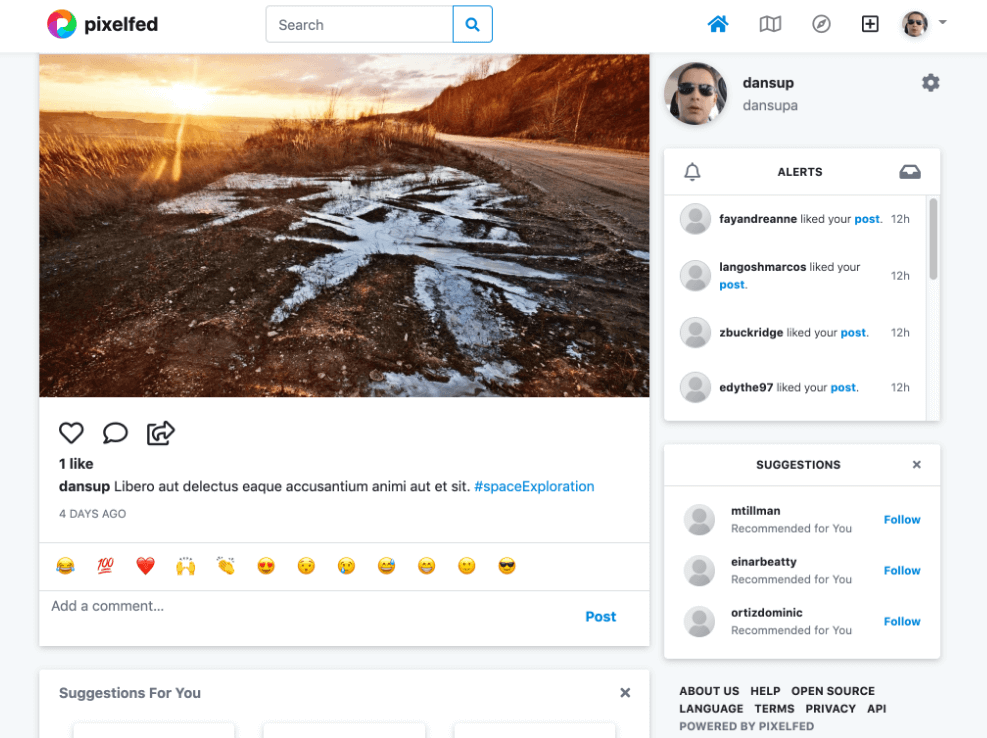 pixelfed
Search
dansup
dansupa
ALERTS
fayandreanne liked your post. 12h
langoshmarcos liked your
post.
12h
zbuckridge liked your post. 12h
edythe97 liked your post. 12h
1 like
dansup Libero aut delectus eaque accusantium animi aut et sit. #spaceExploration
4 DAYS AGO
💯
Add a comment...
Post
Suggestions For You ×
SUGGESTIONS ×
mtillman
Recommended for You
Follow
einarbeatty
Recommended for You
Follow
ortizdominic
Recommended for You
Follow
ABOUT US HELP OPEN SOURCE
LANGUAGE TERMS PRIVACY API
POWERED BY PIXELFED